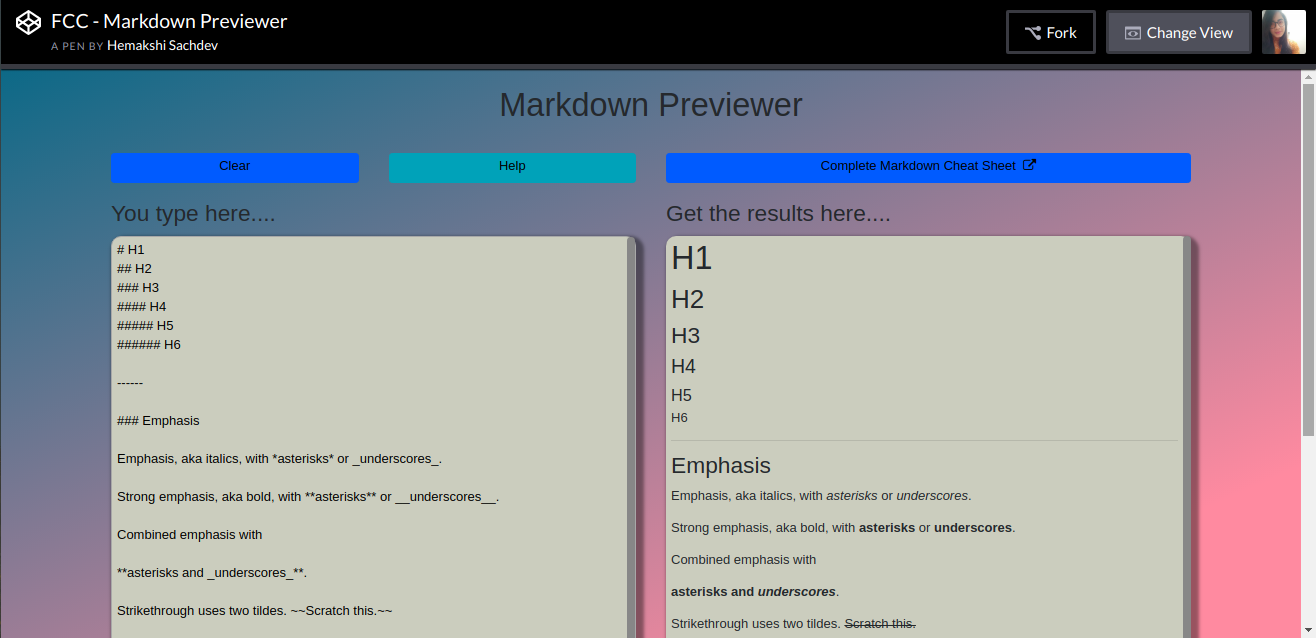 FCC - Markdown Previewer
A PEN BY Hemakshi Sachdev
Fork
Change View
Markdown Previewer
Clear
Help
Complete Markdown Cheat Sheet
You type here....
# H1
## H2
### H3
#### H4
##### H5
###### H6
------
### Emphasis
Emphasis, aka italics, with *asterisks* or _underscores_.
Strong emphasis, aka bold, with **asterisks** or __underscores__.
Combined emphasis with
**asterisks and _underscores_**.
Strikethrough uses two tildes. ~~Scratch this.~~
Get the results here....
H1
H2
H3
H4
H5
H6
Emphasis
Emphasis, aka italics, with asterisks or underscores.
Strong emphasis, aka bold, with asterisks or underscores.
Combined emphasis with
asterisks and underscores.
Strikethrough uses two tildes. Scratch this.